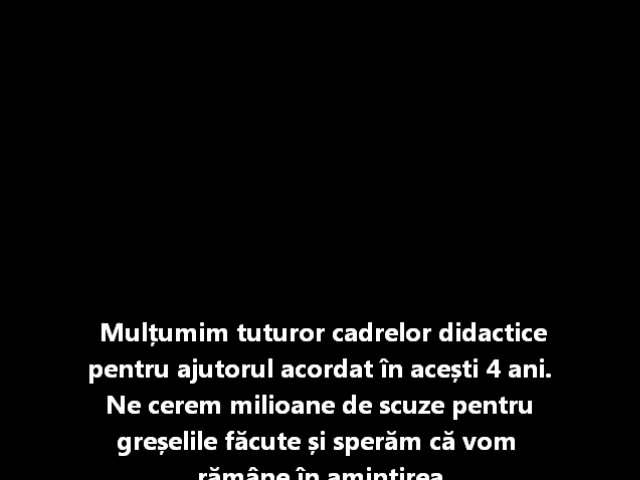 Mulțumim tuturor cadrelor didactice
pentru ajutorul acordat în acești 4 ani.
Ne cerem milioane de scuze pentru
greșelile făcute și sperăm că vom
rămâne în amintirea